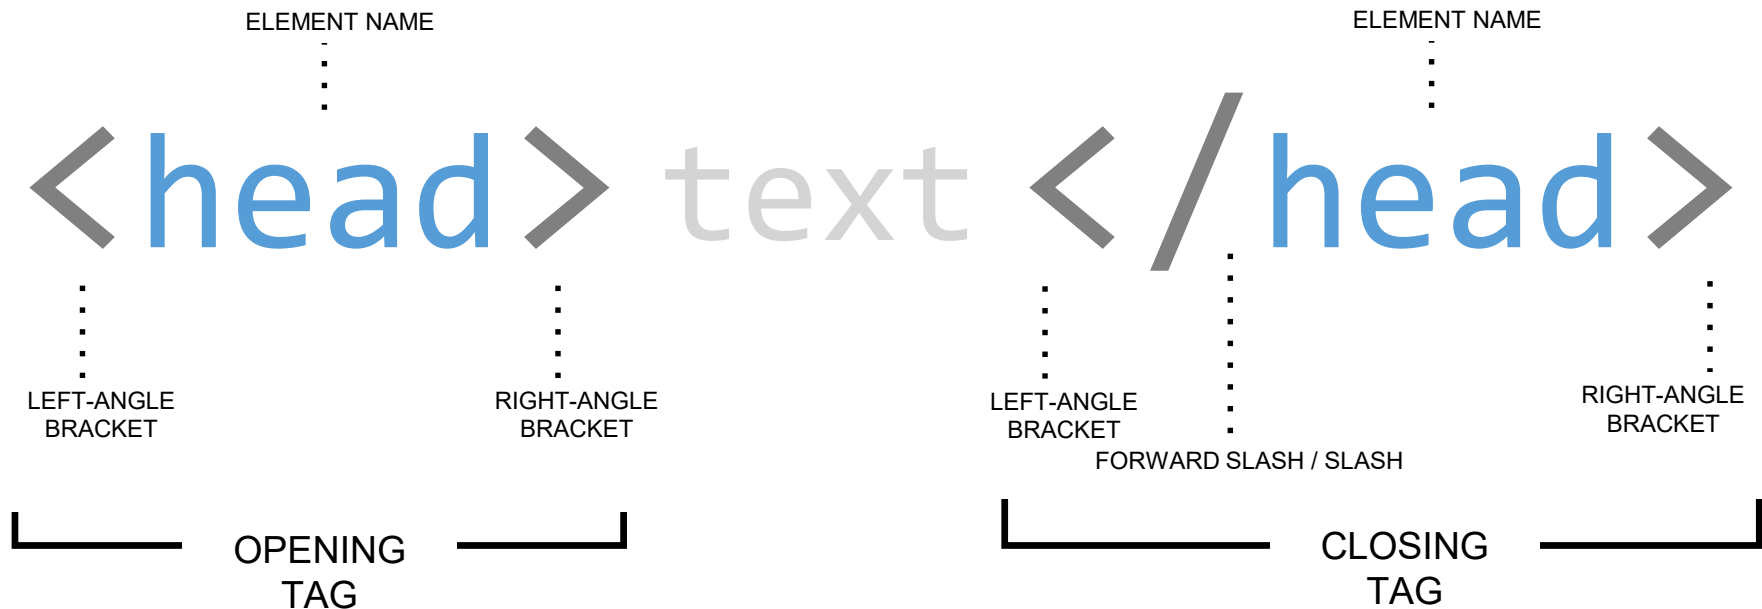 ELEMENT NAME
ELEMENT NAME
<head> text </head>
LEFT-ANGLE
BRACKET
RIGHT-ANGLE
BRACKET
LEFT-ANGLE
BRACKET
RIGHT-ANGLE
BRACKET
FORWARD SLASH / SLASH
OPENING
TAG
CLOSING
TAG